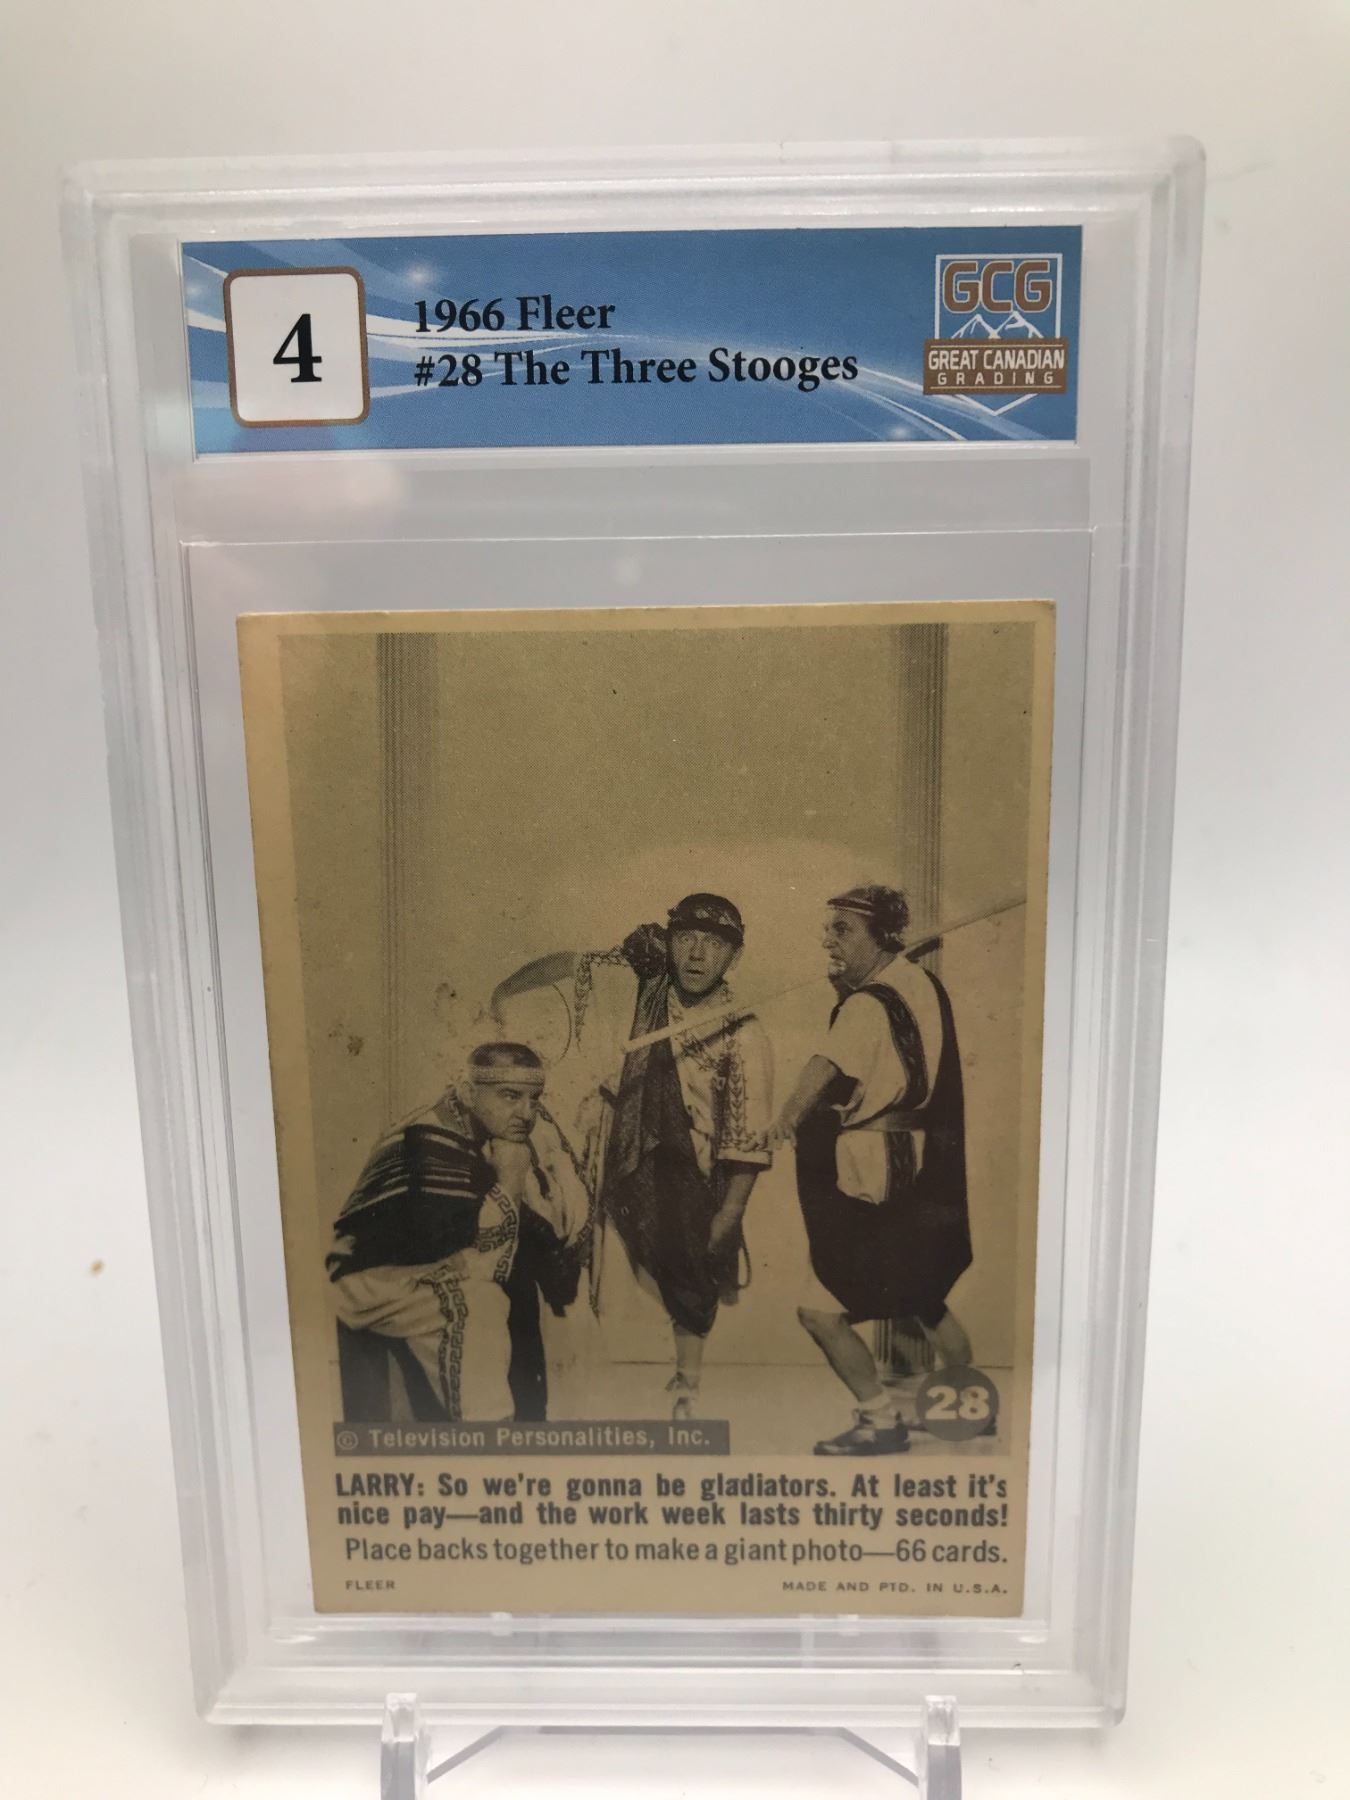 4
1966 Fleer
#28 The Three Stooges
GCG
GREAT CANADIAN
GRADING
28
© Television Personalities, Inc.
LARRY: So we're gonna be gladiators. At least it's
nice pay—and the work week lasts thirty seconds!
Place backs together to make a giant photo—66 cards.
FLEER MADE AND PTD. IN U.S.A.